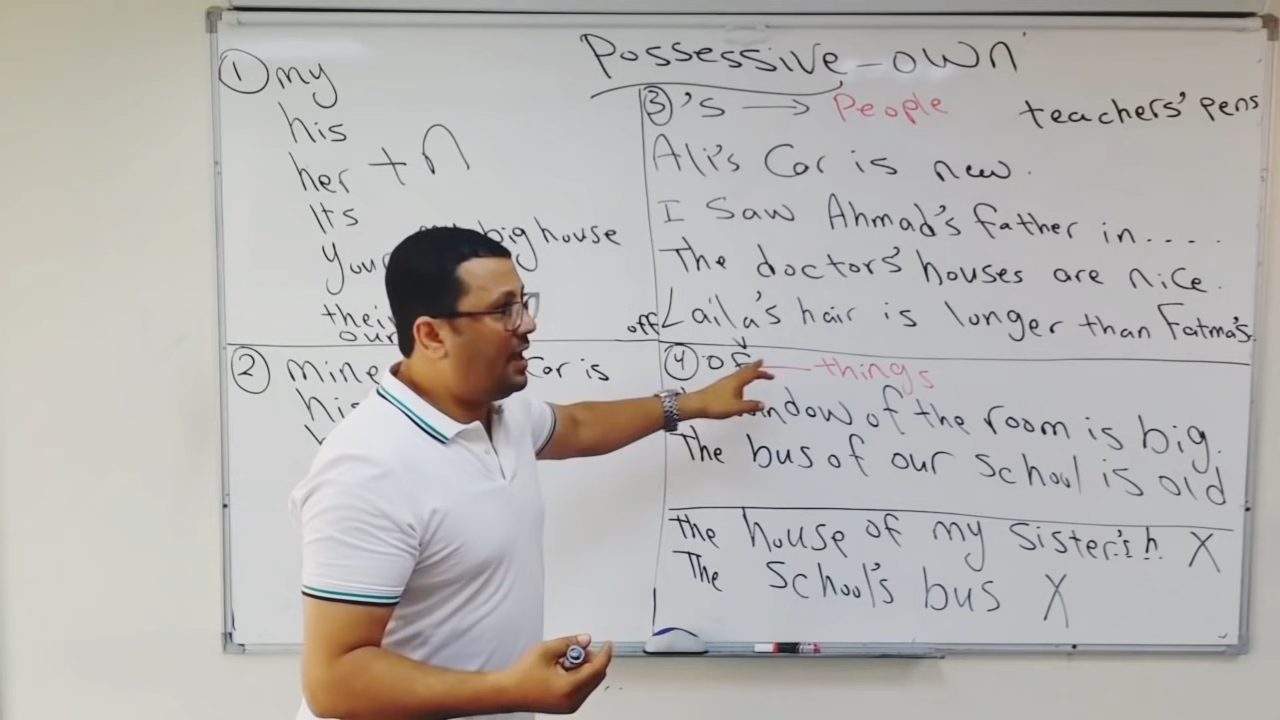 Possessive – own
① my
his
her + n
Its
big house
their
our
② mine Car is
③ 's → People teachers' pens
Ali's Car is new.
I Saw Ahmad's father in.....
The doctors' houses are nice.
Laila's hair is longer than Fatma's.
off
④ of things
window of the room is big.
The bus of our School is old
the house of my Sister's h X
The School's bus X